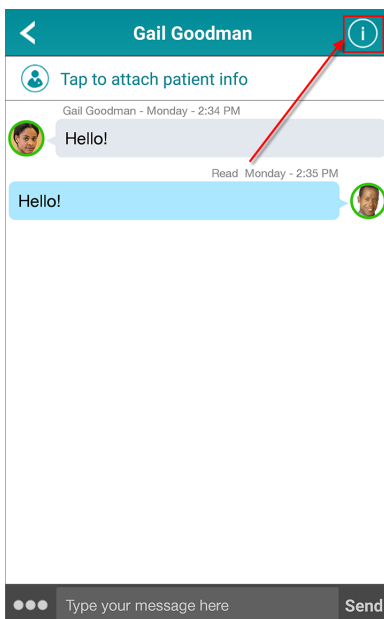 Gail Goodman
Tap to attach patient info
Gail Goodman - Monday - 2:34 PM
Hello!
Read Monday - 2:35 PM
Hello!
Type your message here Send